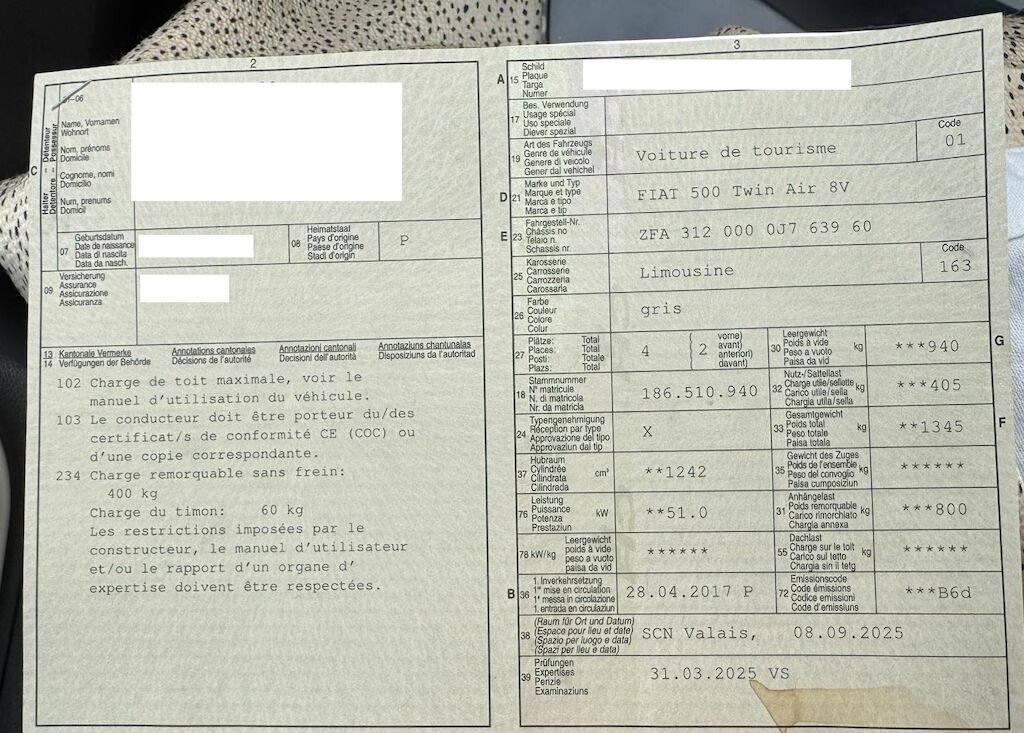 2
01-06
Halter – Détenteur
Detentore – Possessur
C
Name, Vornamen
Wohnort
Nom, prénoms
Domicile
Cognome, nomi
Domicilio
Num, prenums
Domicil
07
Geburtsdatum
Date de naissance
Data di nascita
Data da nasch.
08
Heimatstaat
Pays d'origine
Paese d'origine
Stadi d'origin
P
09
Versicherung
Assurance
Assicurazione
Assicuranza
13 Kantonale Vermerke Annotations cantonales Annotazioni cantonali Annotaziuns chantunalas
14 Verfügungen der Behörde Décisions de l'autorité Decisioni dell'autorità Disposiziuns da l'autoritad
102 Charge de toit maximale, voir le
manuel d'utilisation du véhicule.
103 Le conducteur doit être porteur du/des
certificat/s de conformité CE (COC) ou
d'une copie correspondante.
234 Charge remorquable sans frein:
400 kg
Charge du timon: 60 kg
Les restrictions imposées par le
constructeur, le manuel d'utilisateur
et/ou le rapport d'un organe d'
expertise doivent être respectées.
3
A 15
Schild
Plaque
Targa
Numer
17
Bes. Verwendung
Usage spécial
Uso speciale
Diever spezial
19
Art des Fahrzeugs
Genre de véhicule
Genere di veicolo
Gener dal vehichel
Voiture de tourisme
Code
01
D 21
Marke und Typ
Marque et type
Marca e tipo
Marca e tip
FIAT 500 Twin Air 8V
E 23
Fahrgestell-Nr.
Châssis no
Telaio n.
Schassis nr.
ZFA 312 000 0J7 639 60
25
Karosserie
Carrosserie
Carrozzeria
Carossaria
Limousine
Code
163
26
Farbe
Couleur
Colore
Colur
gris
27
Plätze: Total
Places: Total
Posti: Totale
Plazs: Total
4
( 2
vorne)
avant)
anteriori)
davant)
30
Leergewicht
Poids à vide
Peso a vuoto
Paisa da vid
kg
***940
G
18
Stammnummer
N° matricule
N. di matricola
Nr. da matricla
186.510.940
32
Nutz-/Sattellast
Charge utile/sellette
Carico utile/sella
Chargia utila/sella
kg
***405
24
Typengenehmigung
Réception par type
Approvazione del tipo
Approvaziun dal tip
X
33
Gesamtgewicht
Poids total
Peso totale
Paisa totala
kg
**1345
F
37
Hubraum
Cylindrée
Cilindrata
Cilindrada
cm³
**1242
35
Gewicht des Zuges
Poids de l'ensemble
Peso del convoglio
Paisa cumposiziun
kg
******
76
Leistung
Puissance
Potenza
Prestaziun
kW
**51.0
31
Anhängelast
Poids remorquable
Carico rimorchiato
Chargia annexa
kg
***800
78 kW/kg
Leergewicht
poids à vide
peso a vuoto
paisa da vid
******
55
Dachlast
Charge sur le toit
Carico sul tetto
Chargia sin il tetg
kg
******
B 36
1. Inverkehrsetzung
1re mise en circulation
1a messa in circolazione
1. entrada en circulaziun
28.04.2017 P
72
Emissionscode
Code émissions
Codice emissioni
Code d'emissiuns
***B6d
38
(Raum für Ort und Datum)
(Espace pour lieu et date)
(Spazio per luogo e data)
(Spazi per lieu e data)
SCN Valais, 08.09.2025
39
Prüfungen
Expertises
Perizie
Examinaziuns
31.03.2025 VS